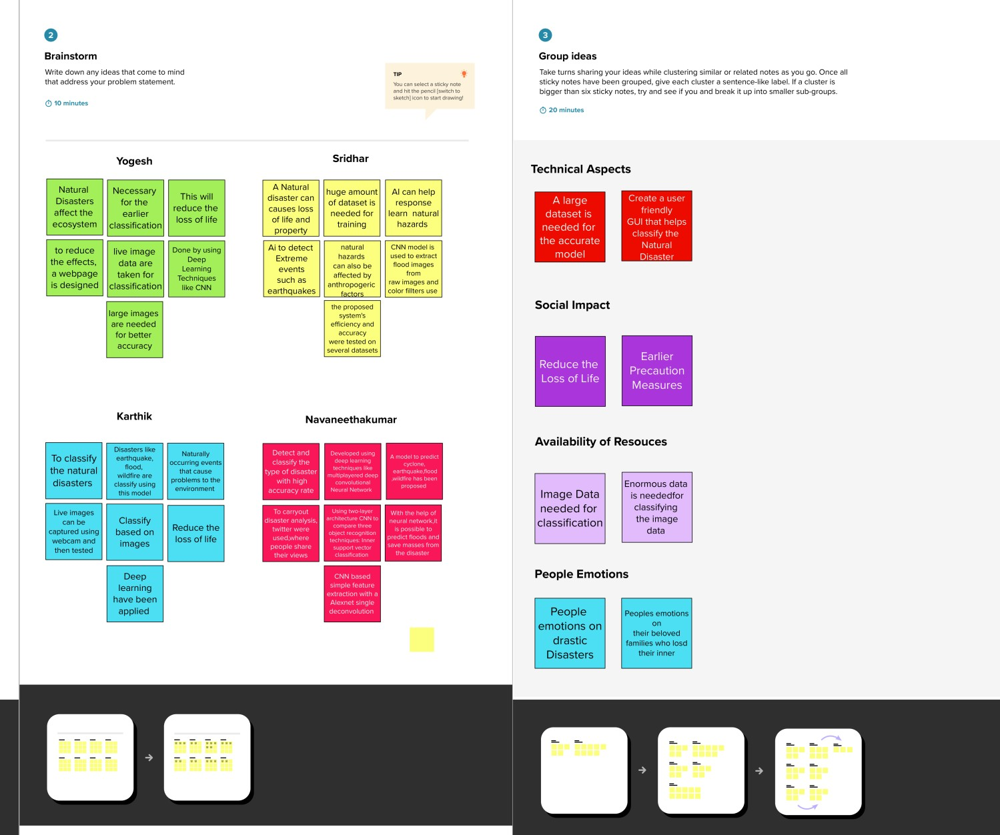 2
Brainstorm
Write down any ideas that come to mind
that address your problem statement.
10 minutes
TIP
You can select a sticky note
and hit the pencil [switch to
sketch] icon to start drawing!
Yogesh
Natural
Disasters
affect the
ecosystem
Necessary
for the
earlier
classification
This will
reduce the
loss of life
to reduce
the effects,
a webpage
is designed
live image
data are
taken for
classification
Done by using
Deep
Learning
Techniques
like CNN
large images
are needed
for better
accuracy
Sridhar
A Natural
disaster can
causes loss
of life and
property
huge amount
of dataset is
needed for
training
AI can help
response
learn natural
hazards
Ai to detect
Extreme
events
such as
earthquakes
natural
hazards
can also be
affected by
anthropogeric
factors
CNN model is
used to extract
flood images
from
raw images and
color fillters use
the proposed
system's
efficiency and
accuracy
were tested on
several datasets
Karthik
To classify
the natural
disasters
Disasters like
earthquake,
flood,
wildfire are
classify using
this model
Naturally
occurring events
that cause
problems to the
environment
Live images
can be
captured using
webcam and
then tested
Classify
based on
images
Reduce the
loss of life
Deep
learning
have been
applied
Navaneethakumar
Detect and
classify the
type of disaster
with high
accuracy rate
Developed using
deep learning
techniques like
multiplayered deep
convolutional
Neural Network
A model to predict
cyclone,
earthquake,flood
,wildfire has been
proposed
To carryout
disaster analysis,
twitter were
used,where
people share
their views
Using two-layer
architecture CNN to
compare three
object recognition
techniques: Inner
support vector
classification
With the help of
neural network,it
is possible to
predict floods and
save masses from
the disaster
CNN based
simple feature
extraction with a
Alexnet single
deconvolution
3
Group ideas
Take turns sharing your ideas while clustering similar or related notes as you go. Once all
sticky notes have been grouped, give each cluster a sentence-like label. If a cluster is
bigger than six sticky notes, try and see if you and break it up into smaller sub-groups.
20 minutes
Technical Aspects
A large
dataset is
needed for
the accurate
model
Create a user
friendly
GUI that helps
classify the
Natural
Disaster
Social Impact
Reduce the
Loss of Life
Earlier
Precaution
Measures
Availability of Resouces
Image Data
needed for
classification
Enormous data
is neededfor
classifying
the image
data
People Emotions
People
emotions on
drastic
Disasters
Peoples emotions
on
their beloved
families who losd
their inner